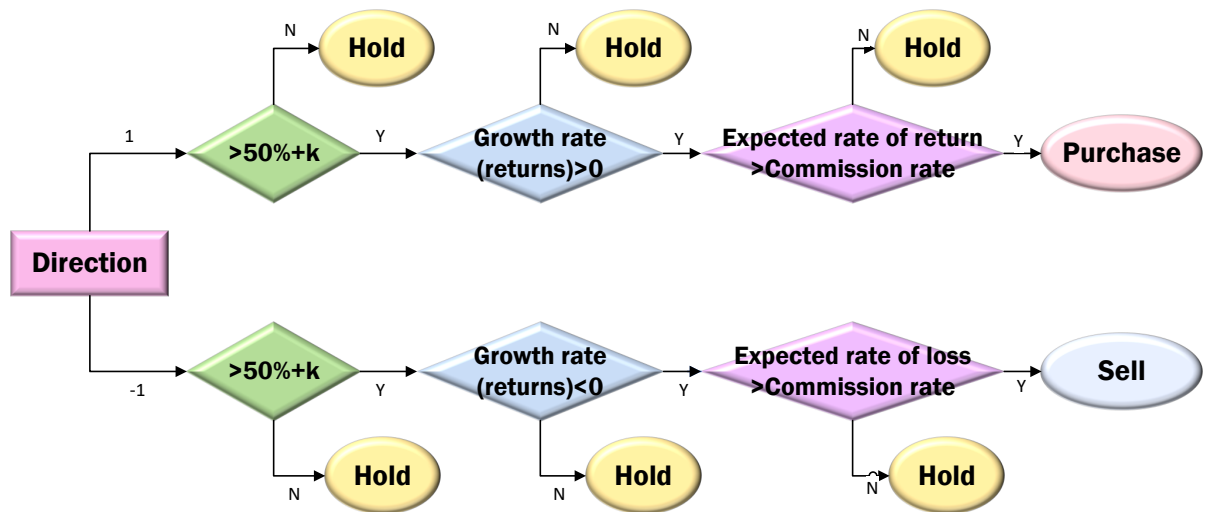 N
Hold
N
Hold
N
Hold
1
>50%+k
Y
Growth rate
(returns)>0
Y
Expected rate of return
>Commission rate
Y
Purchase
Direction
-1
>50%+k
Y
Growth rate
(returns)<0
Y
Expected rate of loss
>Commission rate
Y
Sell
N
Hold
N
Hold
N
Hold